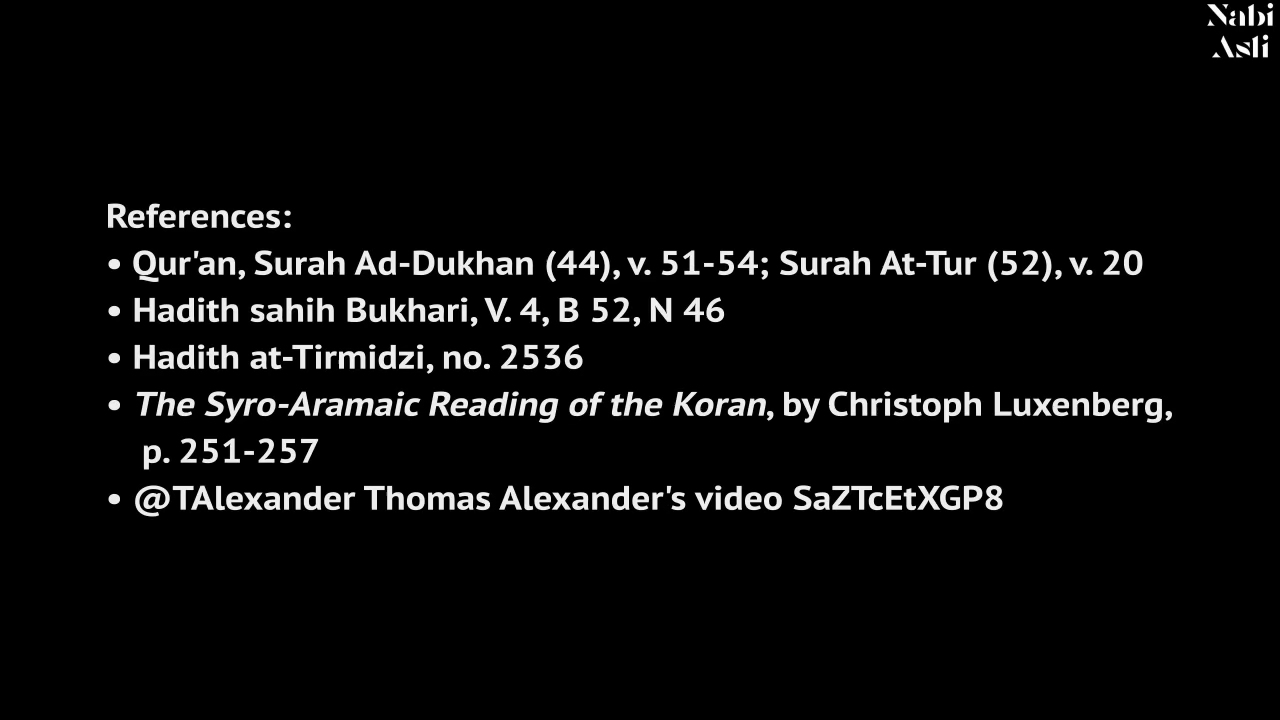 Nabi
Asli
References:
• Qur'an, Surah Ad-Dukhan (44), v. 51-54; Surah At-Tur (52), v. 20
• Hadith sahih Bukhari, V. 4, B 52, N 46
• Hadith at-Tirmidzi, no. 2536
• The Syro-Aramaic Reading of the Koran, by Christoph Luxenberg,
p. 251-257
• @TAlexander Thomas Alexander's video SaZTcEtXGP8